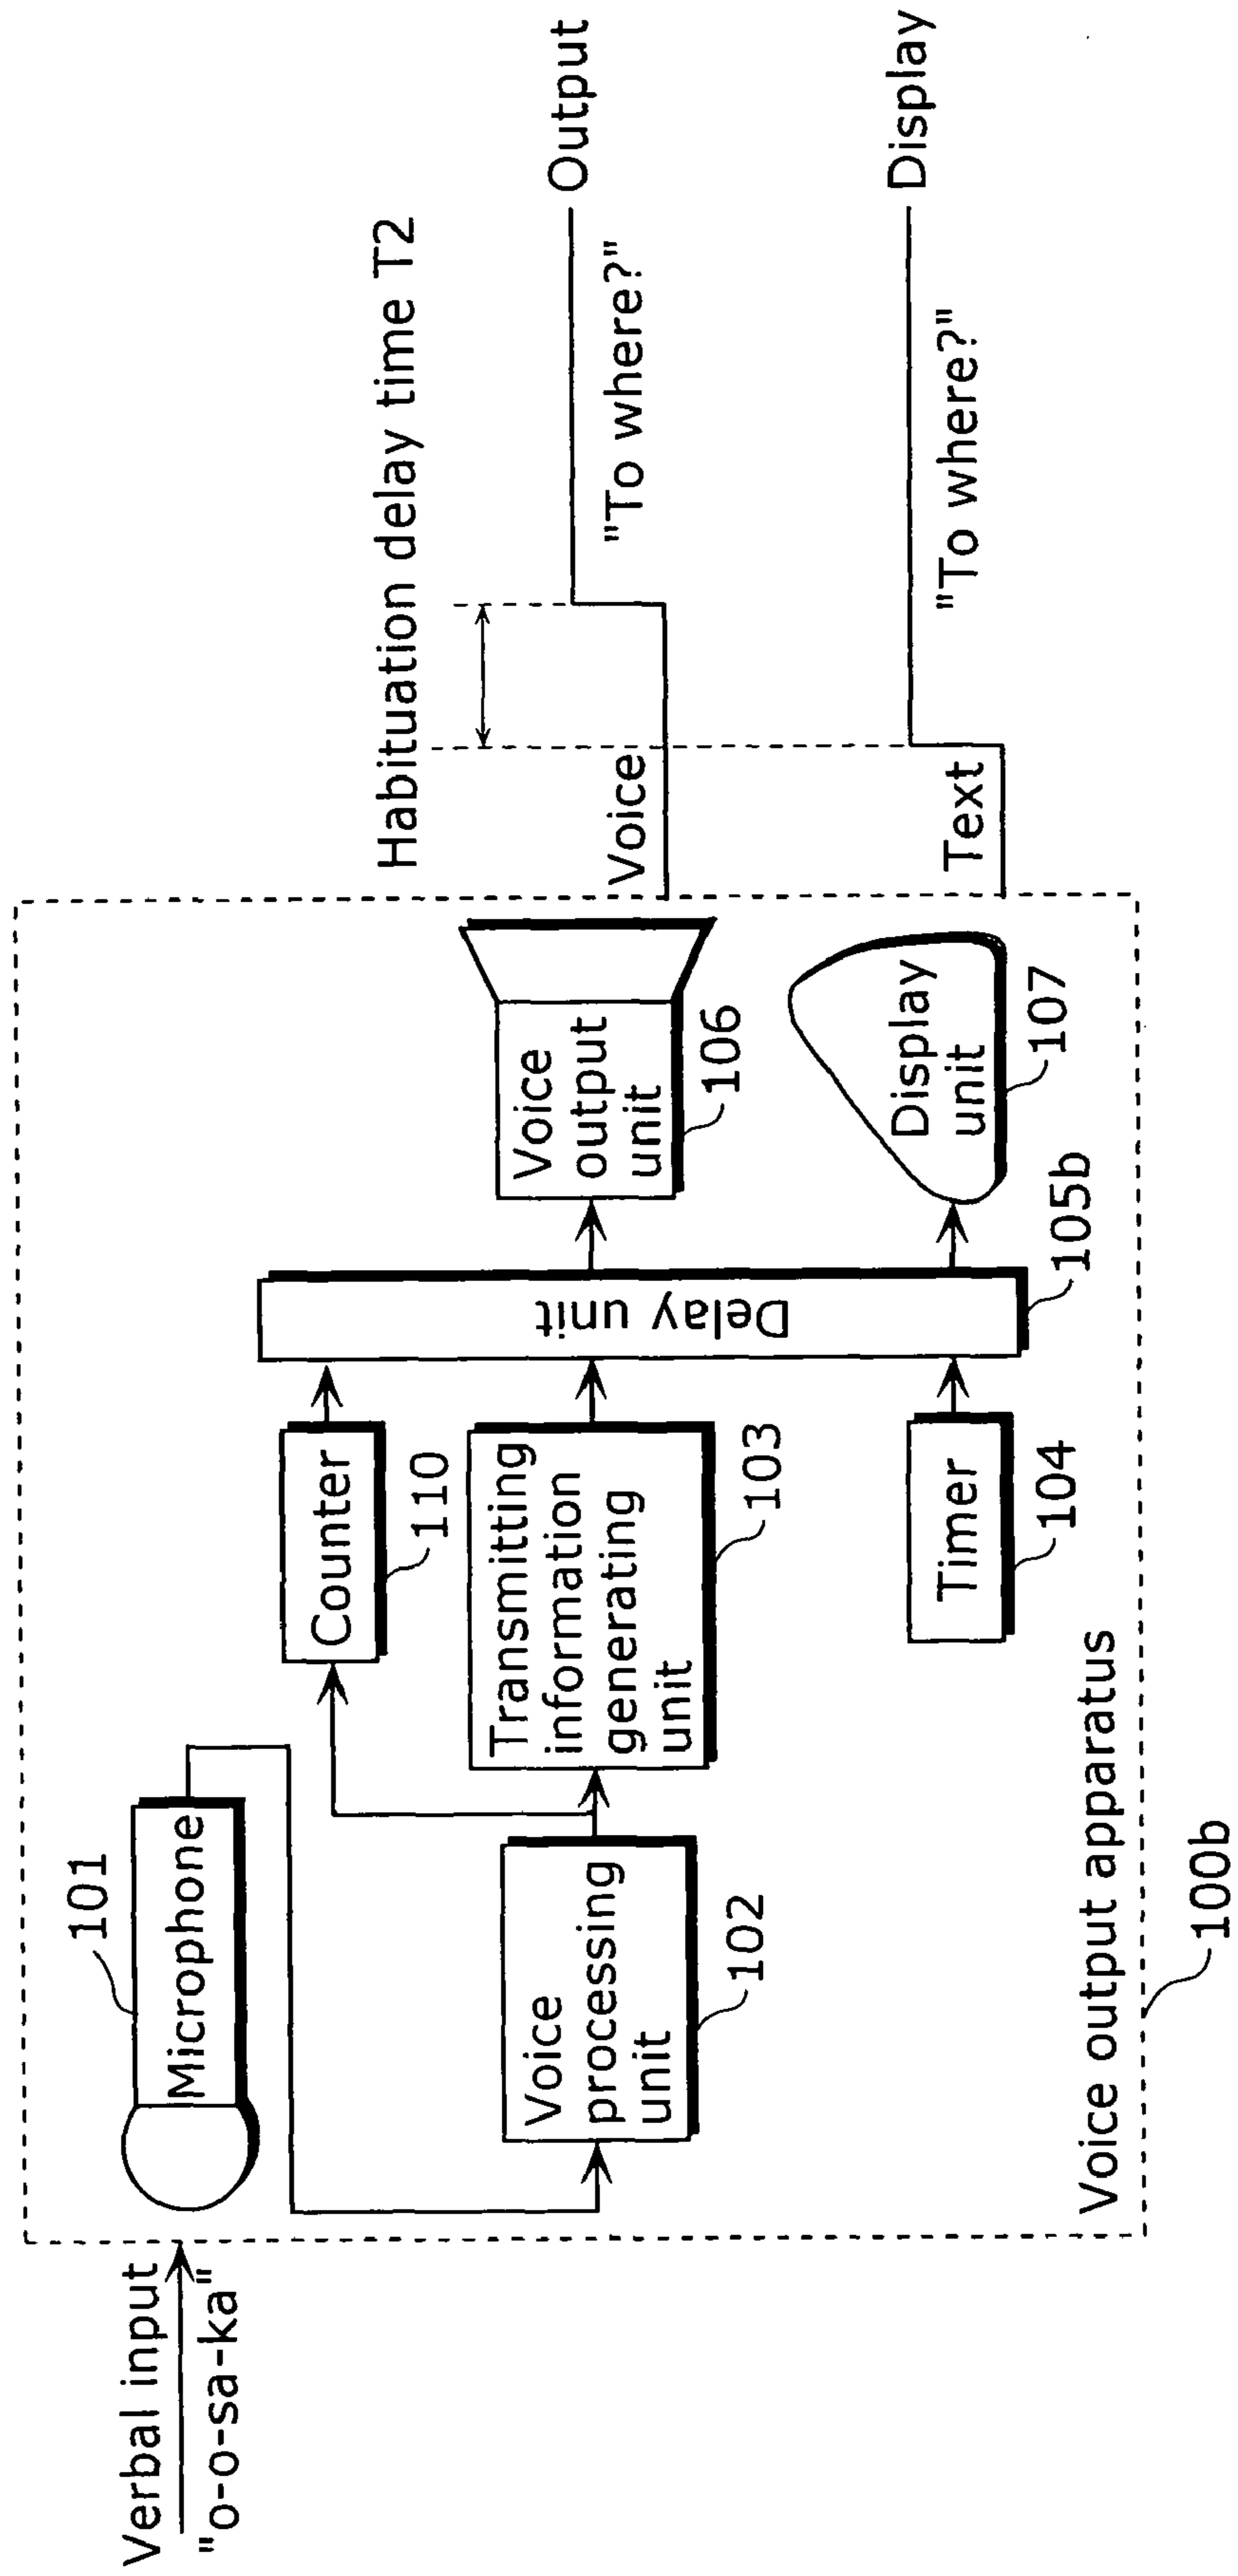 Verbal input
"o-o-sa-ka"
101
Microphone
Voice
processing
unit
102
Counter
110
Transmitting
information
generating
unit
103
Timer
104
Delay unit
105b
Voice
output
unit
106
Display
unit
107
Voice output apparatus
100b
Habituation delay time T2
Voice
"To where?"
Output
Text
"To where?"
Display